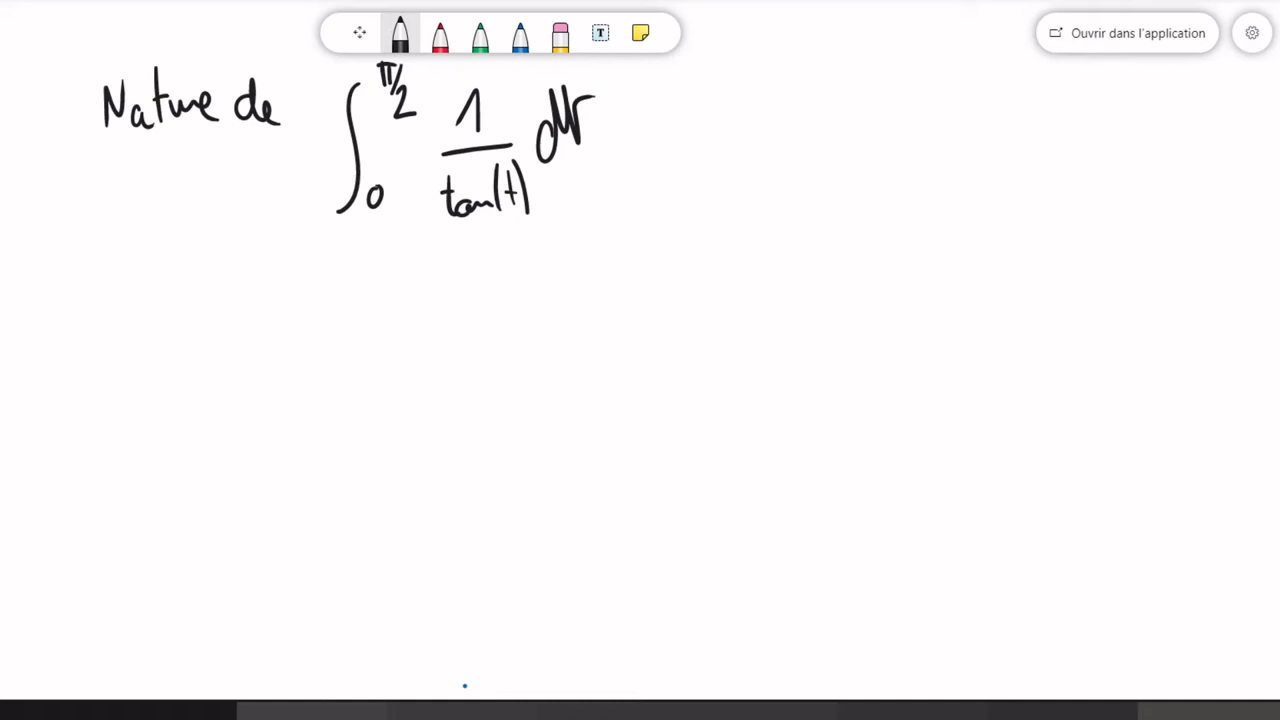 Ouvrir dans l'application
Nature de ∫₀^{π/2} 1/tan(t) dt